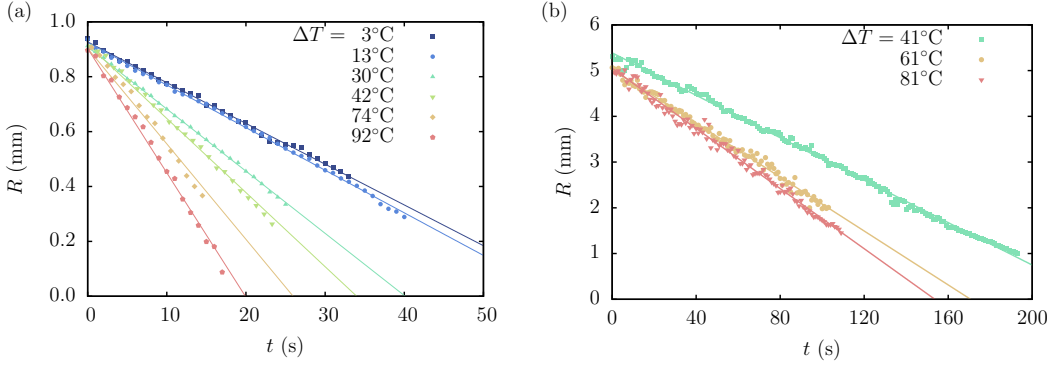 (a)
1.0
0.8
0.6
0.4
0.2
0.0
R (mm)
0
10
20
30
40
50
t (s)
ΔT = 3°C
13°C
30°C
42°C
74°C
92°C
(b)
6
5
4
3
2
1
0
R (mm)
0
40
80
120
160
200
t (s)
ΔT = 41°C
61°C
81°C